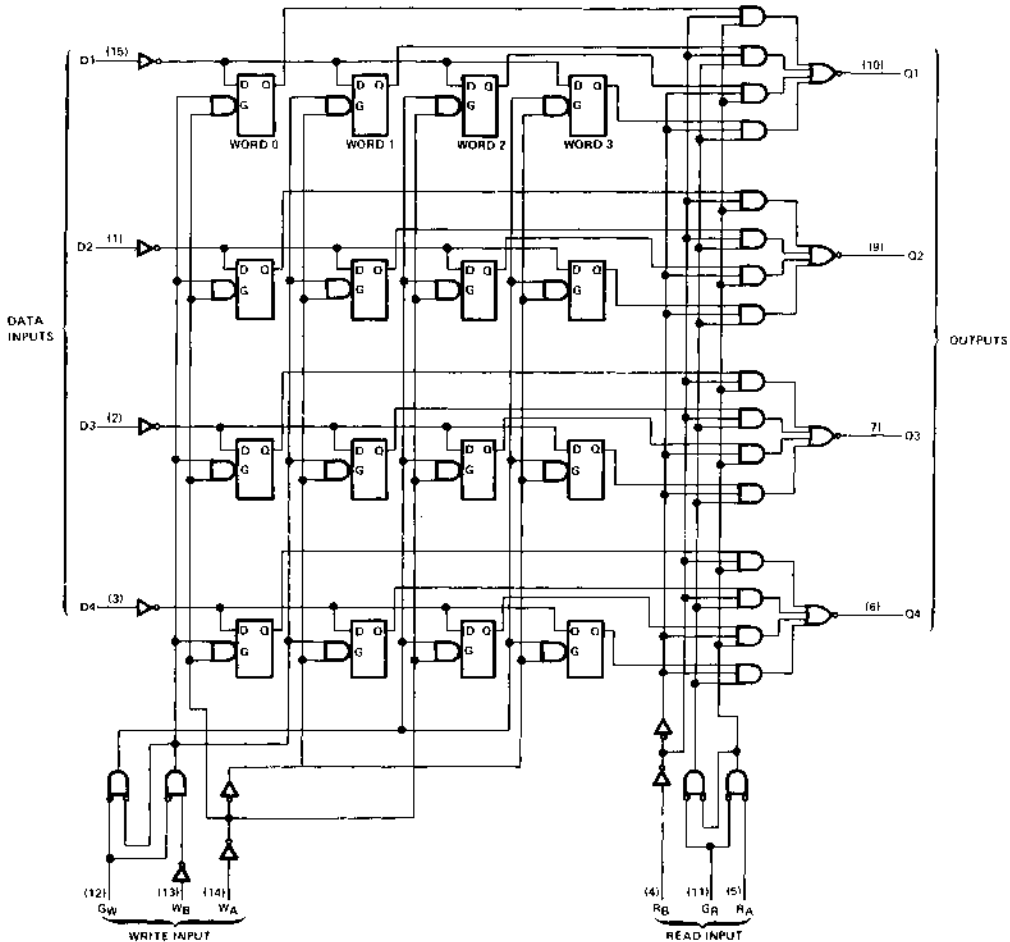 D1 (15)
D Q
G
WORD 0
D Q
G
WORD 1
D Q
G
WORD 2
D Q
G
WORD 3
(10) Q1
D2 (1)
D Q
G
D Q
G
D Q
G
D Q
G
(9) Q2
DATA
INPUTS
OUTPUTS
D3 (2)
D Q
G
D Q
G
D Q
G
D Q
G
7) Q3
D4 (3)
D Q
G
D Q
G
D Q
G
D Q
G
(6) Q4
(12) (13) (14) (4) (11) (5)
GW WB WA RB GR RA
WRITE INPUT READ INPUT